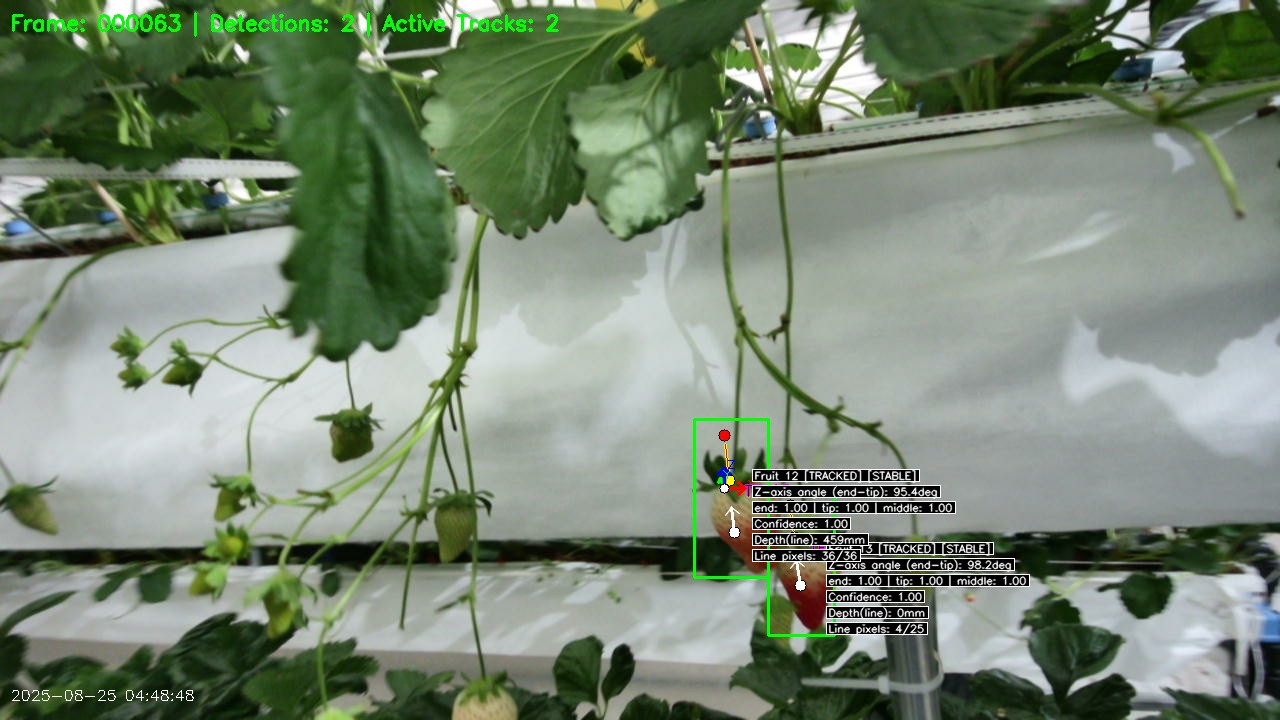 Frame: 000063 | Detections: 2 | Active Tracks: 2
Fruit 12 [TRACKED] [STABLE]
Z-axis angle (end-tip): 95.4deg
end: 1.00 | tip: 1.00 | middle: 1.00
Confidence: 1.00
Depth(line): 459mm
Line pixels: 36/36
3 [TRACKED] [STABLE]
Z-axis angle (end-tip): 98.2deg
end: 1.00 | tip: 1.00 | middle: 1.00
Confidence: 1.00
Depth(line): 0mm
Line pixels: 4/25
2025-08-25 04:48:48